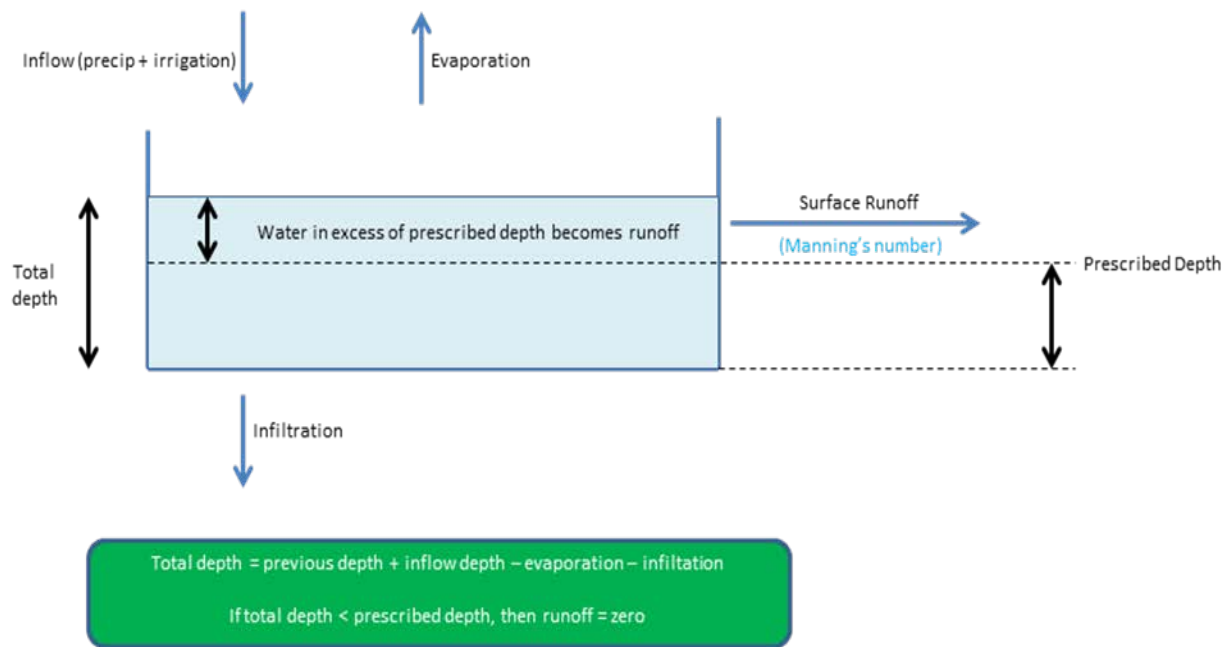 Inflow (precip + irrigation)
Evaporation
Surface Runoff
Water in excess of prescribed depth becomes runoff
(Manning's number)
Total
depth
Prescribed Depth
Infiltration
Total depth = previous depth + inflow depth – evaporation – infiltation
If total depth < prescribed depth, then runoff = zero